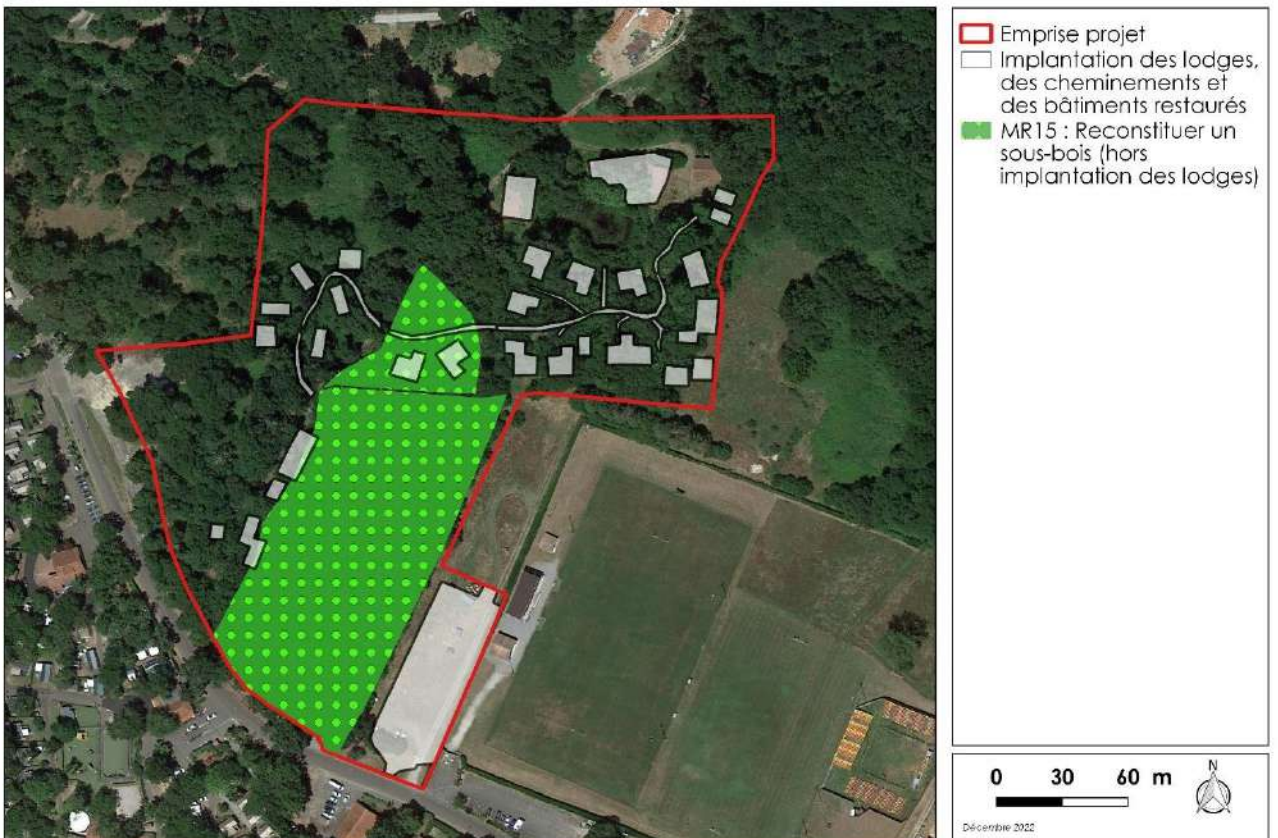 Emprise projet
Implantation des lodges,
des cheminements et
des bâtiments restaurés
MR15 : Reconstituer un
sous-bois (hors
implantation des lodges)
0 30 60 m
N
Décembre 2022